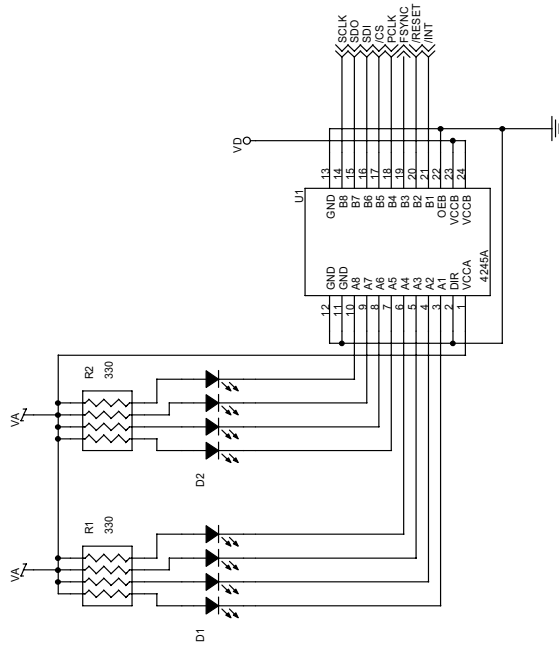 SCLK
SDO
SDI
/CS
PCLK
FSYNC
/RESET
/INT
VD
U1
13
14
15
16
17
18
19
20
21
22
23
24
GND
B8
B7
B6
B5
B4
B3
B2
B1
OEB
VCCB
VCCB
GND
GND
A8
A7
A6
A5
A4
A3
A2
A1
DIR
VCCA
4245A
12
11
10
9
8
7
6
5
4
3
2
1
VA
R2
330
D2
VA
R1
330
D1